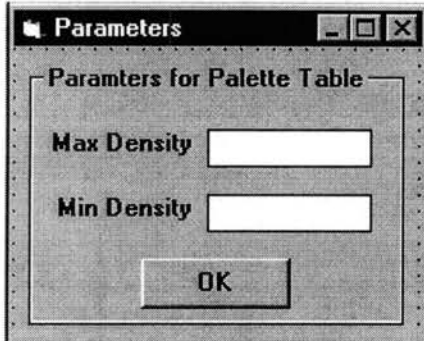 Parameters
Paramters for Palette Table
Max Density
Min Density
OK